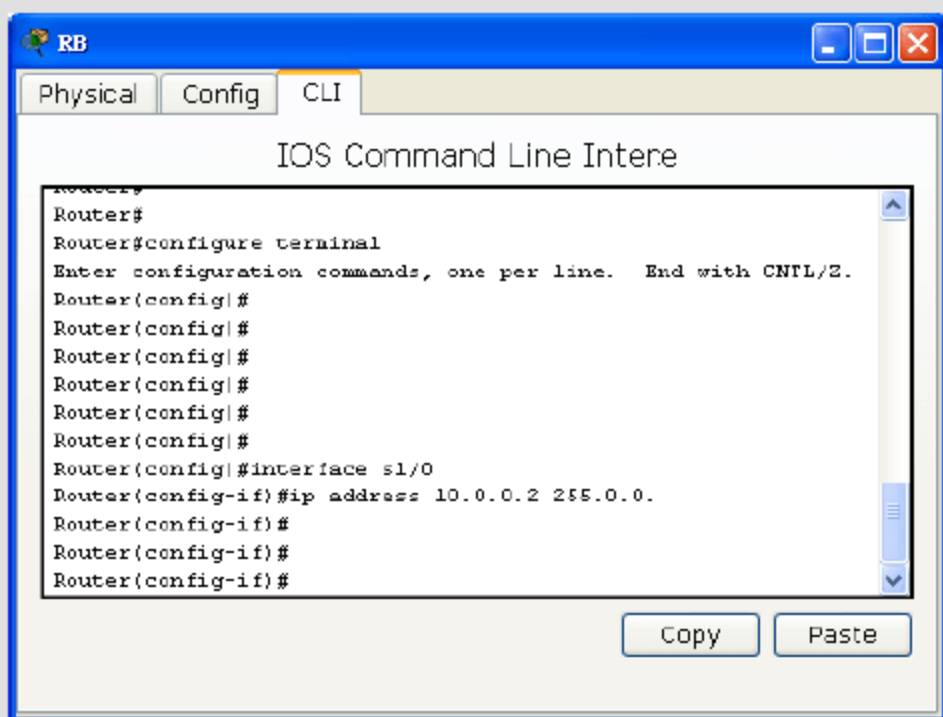 RB
Physical Config CLI
IOS Command Line Intere
Router#
Router#
Router#configure terminal
Enter configuration commands, one per line. End with CNTL/Z.
Router(config|#
Router(config|#
Router(config|#
Router(config|#
Router(config|#
Router(config|#
Router(config|#interface s1/0
Router(config-if)#ip address 10.0.0.2 255.0.0.
Router(config-if)#
Router(config-if)#
Router(config-if)#
Copy Paste